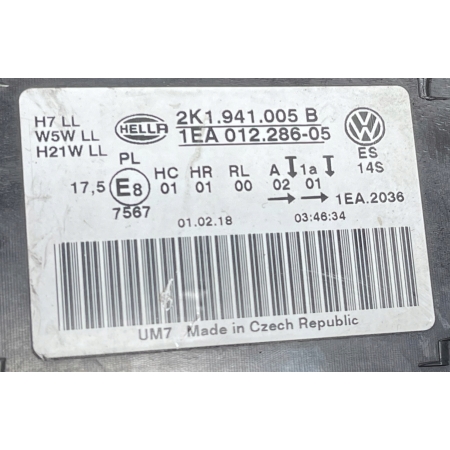 H7 LL HELLA 2K1.941.005 B
W5W LL 1EA 012.286-05
H21W LL ES
PL HC HR RL A 1a 14S
17,5 E8 01 01 00 02 01
7567 → → 1EA.2036
01.02.18 03:46:34
UM7 Made in Czech Republic